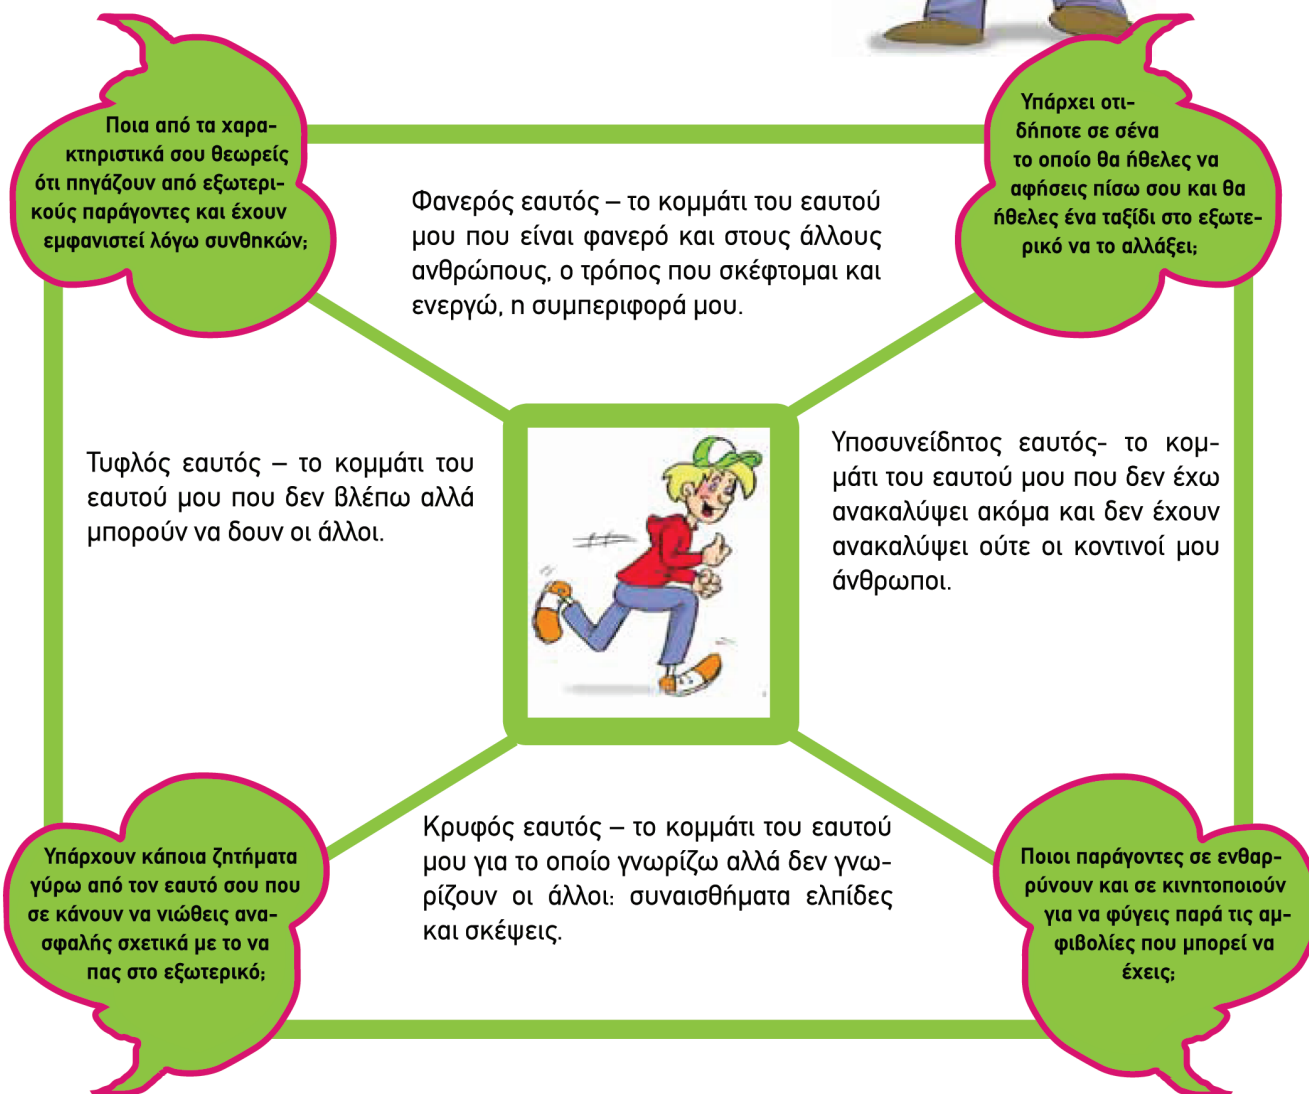 Ποια από τα χαρα-
κτηριστικά σου θεωρείς
ότι πηγάζουν από εξωτερι-
κούς παράγοντες και έχουν
εμφανιστεί λόγω συνθηκών;
Υπάρχει οτι-
δήποτε σε σένα
το οποίο θα ήθελες να
αφήσεις πίσω σου και θα
ήθελες ένα ταξίδι στο εξωτε-
ρικό να το αλλάξει;
Φανερός εαυτός – το κομμάτι του εαυτού
μου που είναι φανερό και στους άλλους
ανθρώπους, ο τρόπος που σκέφτομαι και
ενεργώ, η συμπεριφορά μου.
Τυφλός εαυτός – το κομμάτι του
εαυτού μου που δεν βλέπω αλλά
μπορούν να δουν οι άλλοι.
Υποσυνείδητος εαυτός- το κομ-
μάτι του εαυτού μου που δεν έχω
ανακαλύψει ακόμα και δεν έχουν
ανακαλύψει ούτε οι κοντινοί μου
άνθρωποι.
Κρυφός εαυτός – το κομμάτι του εαυτού
μου για το οποίο γνωρίζω αλλά δεν γνω-
ρίζουν οι άλλοι: συναισθήματα ελπίδες
και σκέψεις.
Υπάρχουν κάποια ζητήματα
γύρω από τον εαυτό σου που
σε κάνουν να νιώθεις ανα-
σφαλής σχετικά με το να
πας στο εξωτερικό;
Ποιοι παράγοντες σε ενθαρ-
ρύνουν και σε κινητοποιούν
για να φύγεις παρά τις αμ-
φιβολίες που μπορεί να
έχεις;